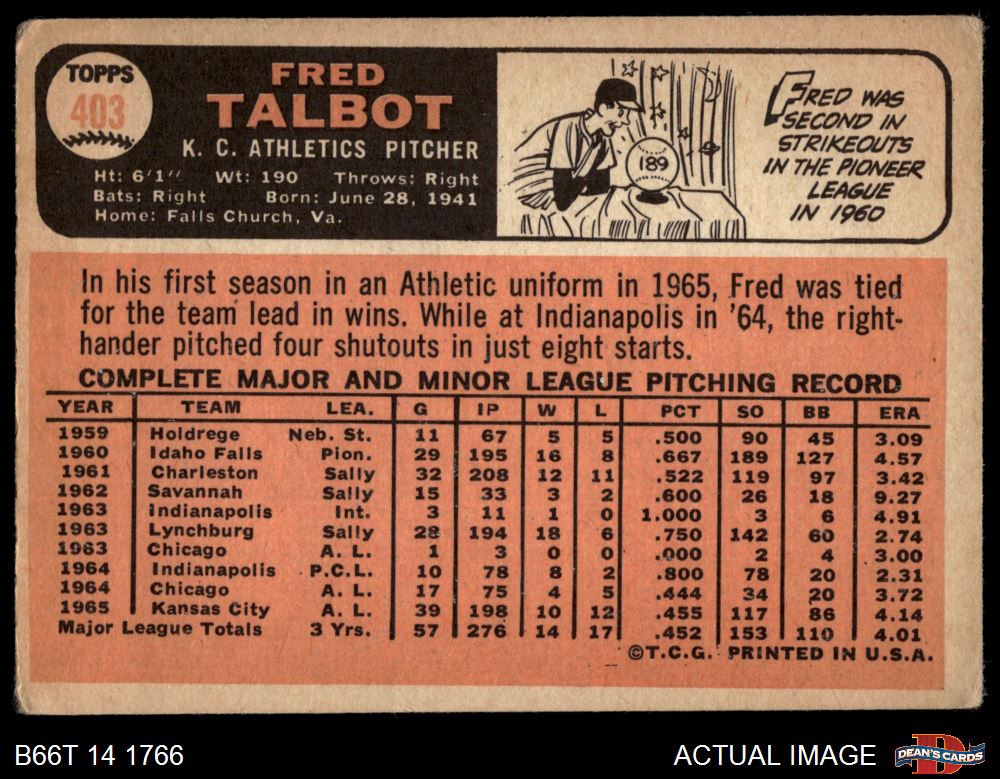 TOPPS
403
FRED
TALBOT
K. C. ATHLETICS PITCHER
Ht: 6'1" Wt: 190 Throws: Right
Bats: Right Born: June 28, 1941
Home: Falls Church, Va.
189
FRED WAS
SECOND IN
STRIKEOUTS
IN THE PIONEER
LEAGUE
IN 1960
In his first season in an Athletic uniform in 1965, Fred was tied
for the team lead in wins. While at Indianapolis in '64, the right-
hander pitched four shutouts in just eight starts.
COMPLETE MAJOR AND MINOR LEAGUE PITCHING RECORD
YEAR TEAM LEA. G IP W L PCT SO BB ERA
1959 Holdrege Neb. St. 11 67 5 5 .500 90 45 3.09
1960 Idaho Falls Pion. 29 195 16 8 .667 189 127 4.57
1961 Charleston Sally 32 208 12 11 .522 119 97 3.42
1962 Savannah Sally 15 33 3 2 .600 26 18 9.27
1963 Indianapolis Int. 3 11 1 0 1.000 3 6 4.91
1963 Lynchburg Sally 28 194 18 6 .750 142 60 2.74
1963 Chicago A. L. 1 3 0 0 .000 2 4 3.00
1964 Indianapolis P.C.L. 10 78 8 2 .800 78 20 2.31
1964 Chicago A. L. 17 75 4 5 .444 34 20 3.72
1965 Kansas City A. L. 39 198 10 12 .455 117 86 4.14
Major League Totals 3 Yrs. 57 276 14 17 .452 153 110 4.01
©T.C.G. PRINTED IN U.S.A.
B66T 14 1766 ACTUAL IMAGE DEAN'S CARDS